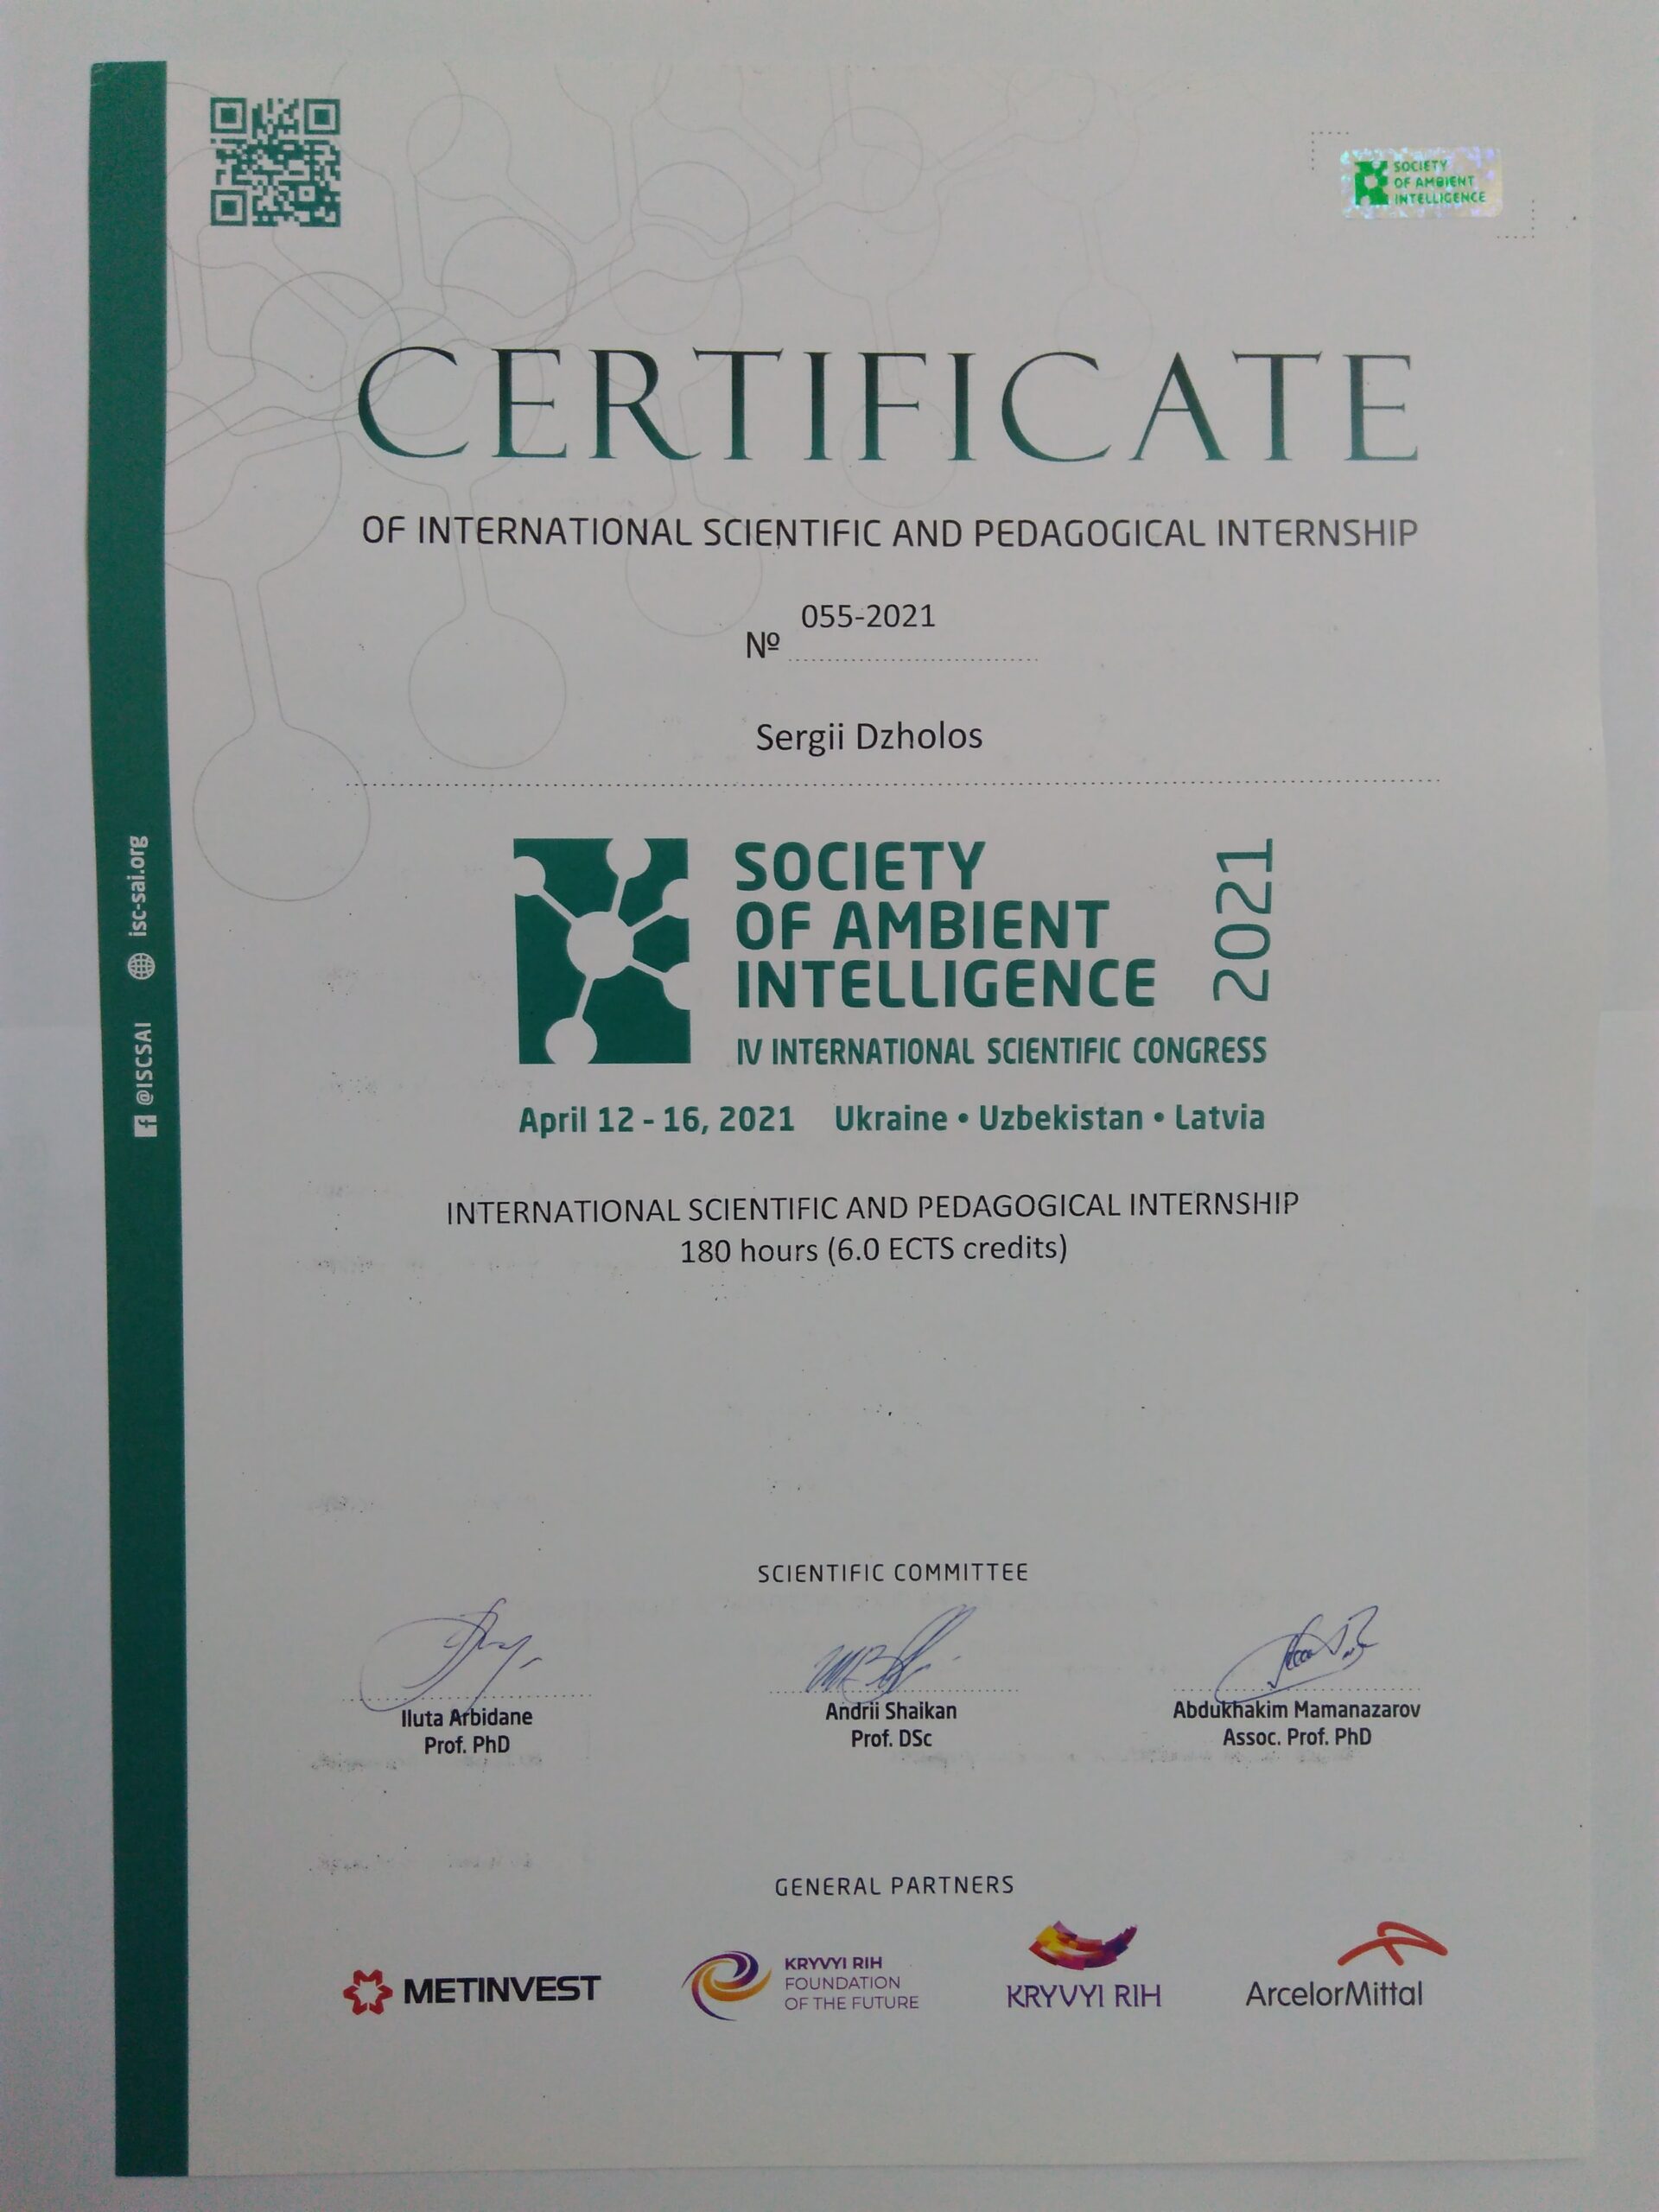 SOCIETY
OF AMBIENT
INTELLIGENCE
CERTIFICATE
OF INTERNATIONAL SCIENTIFIC AND PEDAGOGICAL INTERNSHIP
№ 055-2021
Sergii Dzholos
SOCIETY
OF AMBIENT
INTELLIGENCE
2021
IV INTERNATIONAL SCIENTIFIC CONGRESS
April 12 - 16, 2021 Ukraine • Uzbekistan • Latvia
@ISCSAI isc-sai.org
INTERNATIONAL SCIENTIFIC AND PEDAGOGICAL INTERNSHIP
180 hours (6.0 ECTS credits)
SCIENTIFIC COMMITTEE
Iluta Arbidane
Prof. PhD
Andrii Shaikan
Prof. DSc
Abdukhakim Mamanazarov
Assoc. Prof. PhD
GENERAL PARTNERS
METINVEST
KRYVYI RIH
FOUNDATION
OF THE FUTURE
KRYVYI RIH
ArcelorMittal